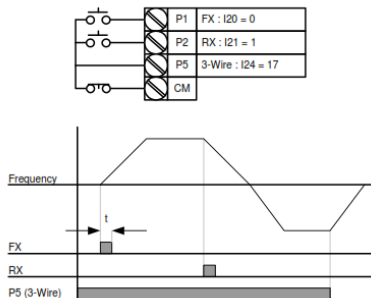 P1 FX : I20 = 0
P2 RX : I21 = 1
P5 3-Wire : I24 = 17
CM
Frequency
t
FX
RX
P5 (3-Wire)